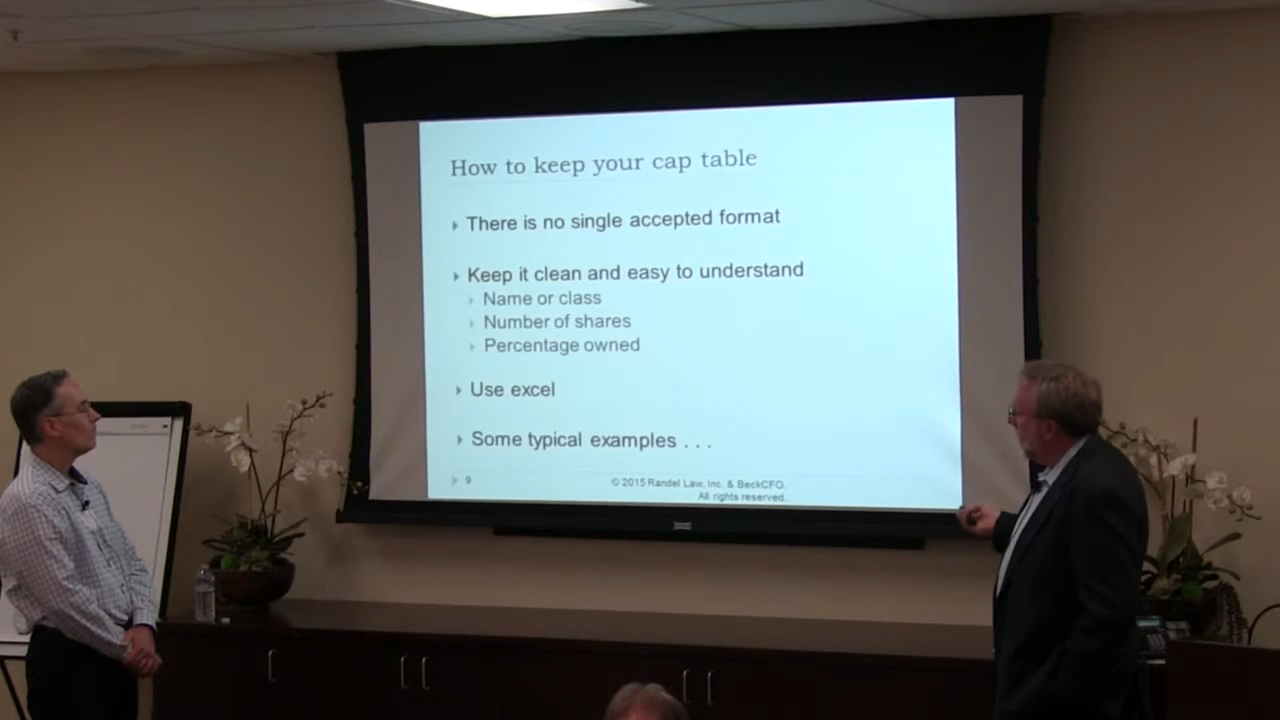 How to keep your cap table
There is no single accepted format
Keep it clean and easy to understand
Name or class
Number of shares
Percentage owned
Use excel
Some typical examples . . .
9
© 2015 Randel Law, Inc. & BeckCFO.
All rights reserved.